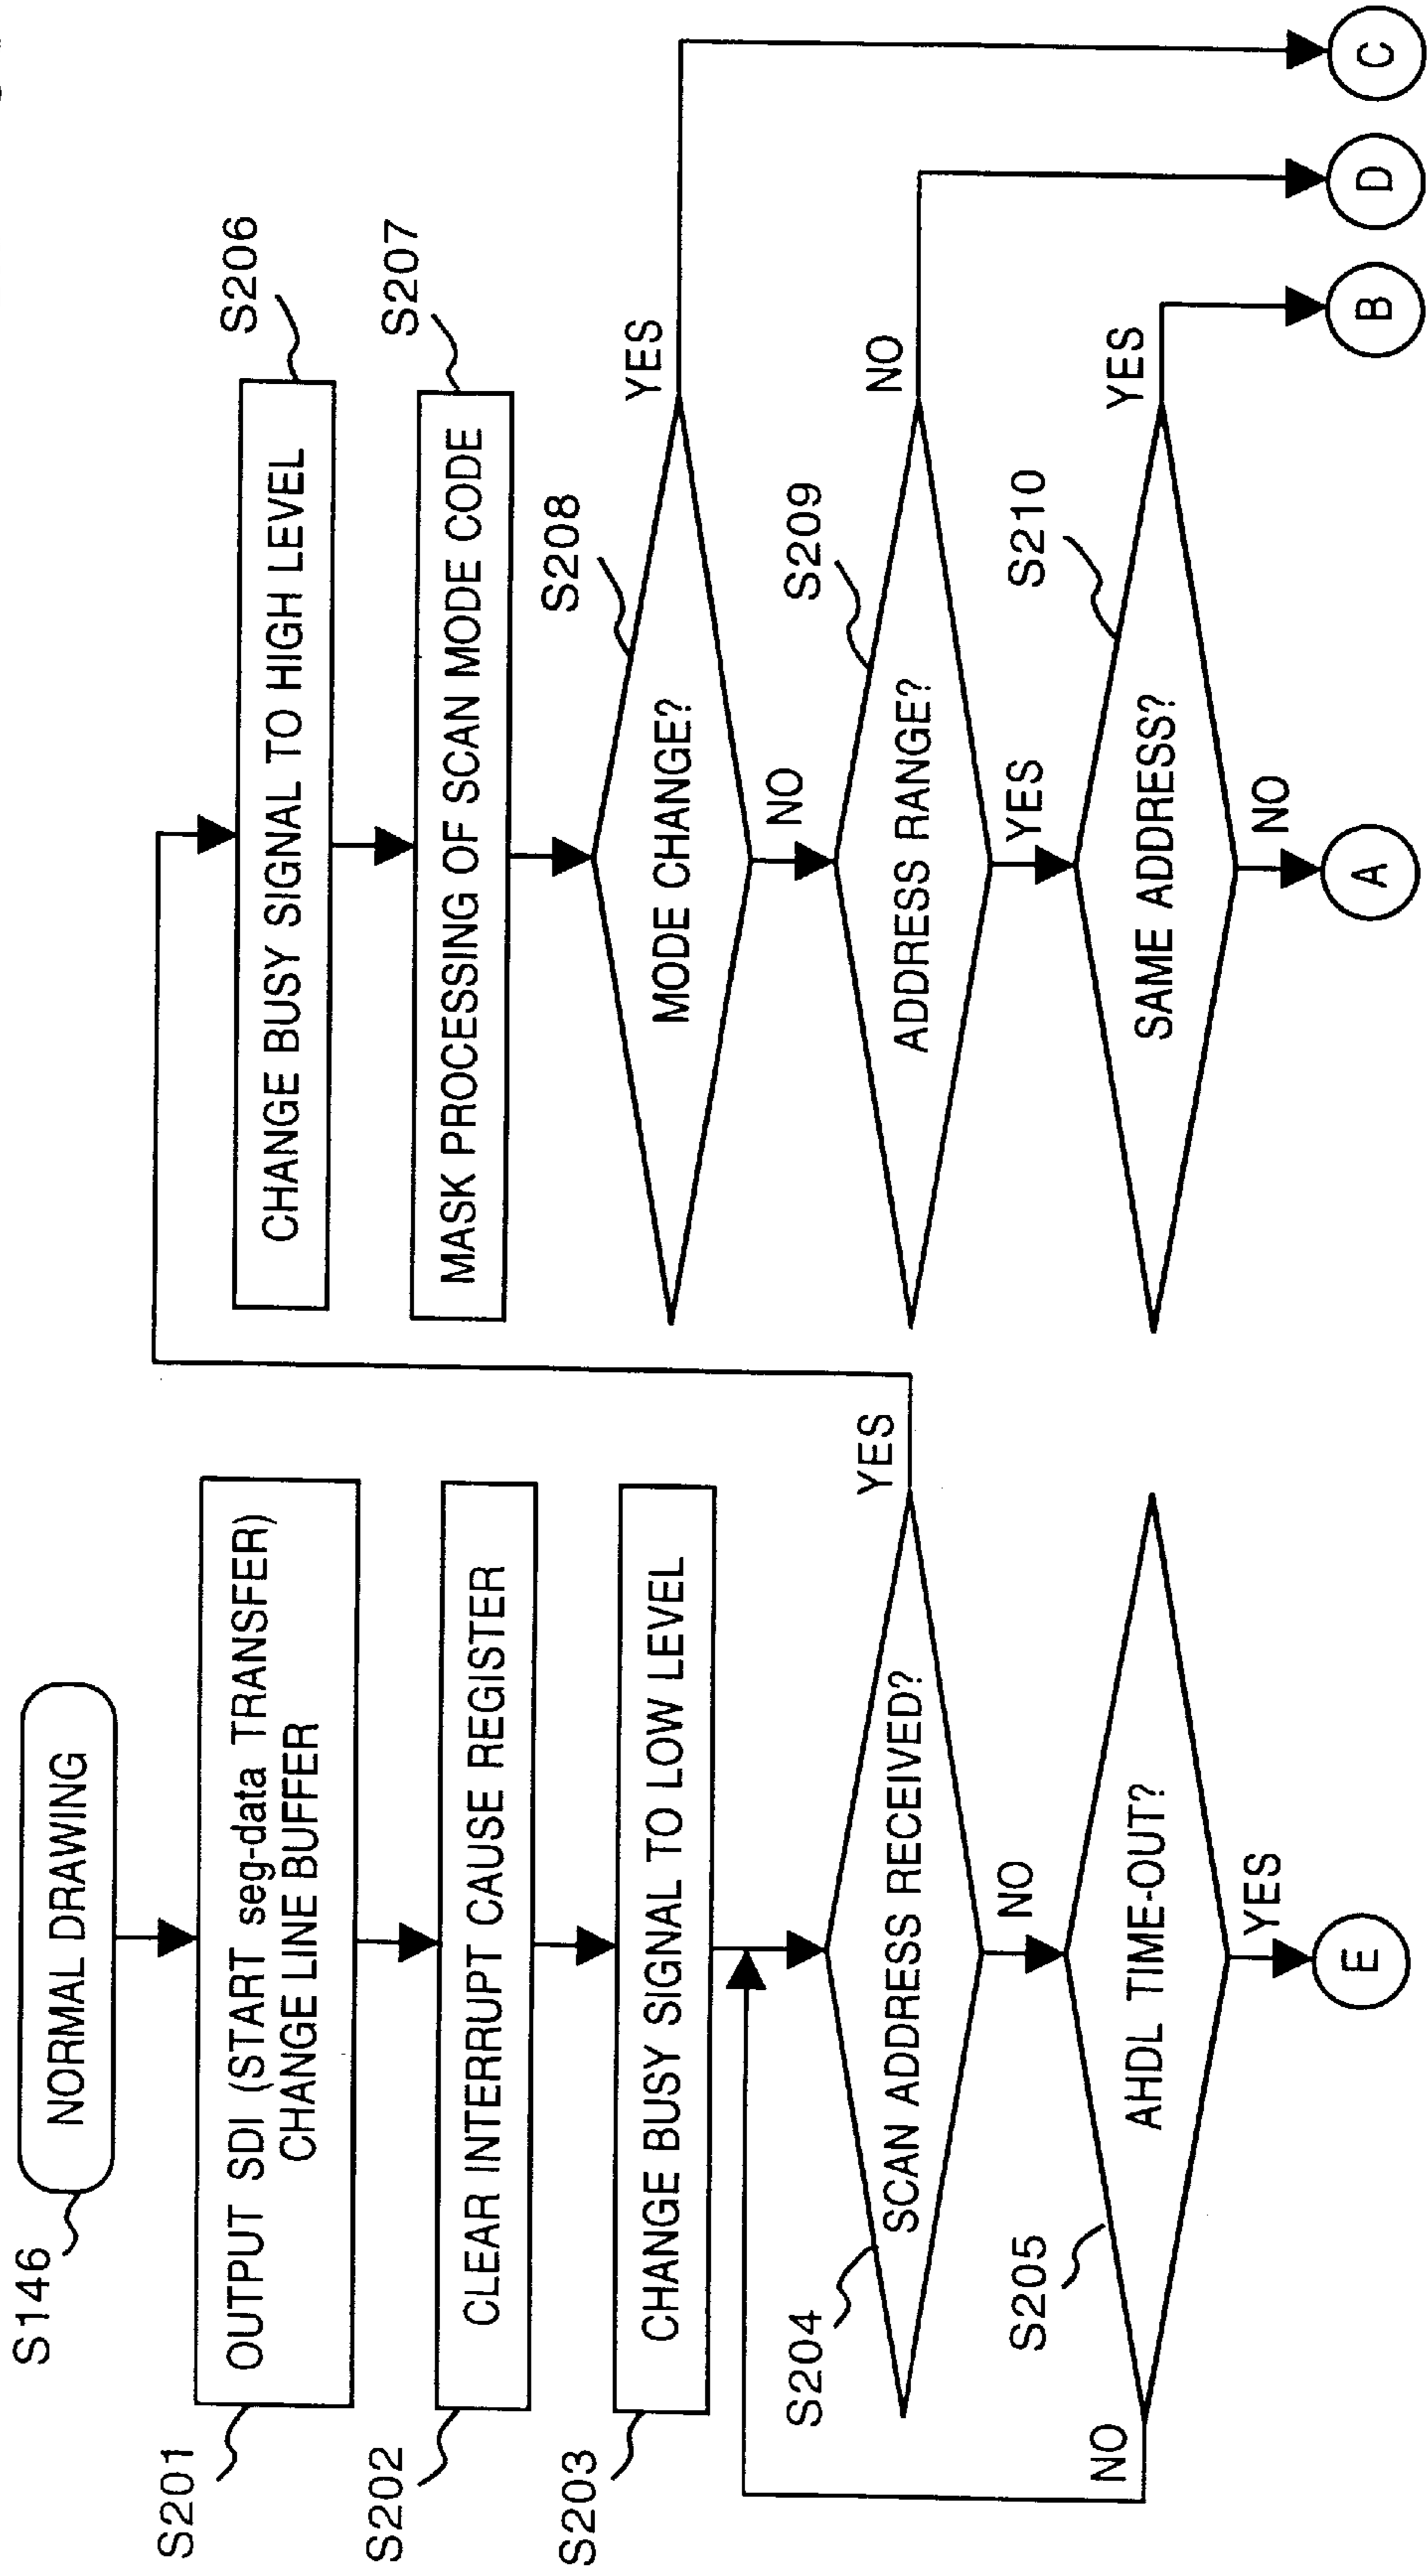 S146
NORMAL DRAWING
S201
OUTPUT SDI (START seg-data TRANSFER)
CHANGE LINE BUFFER
S202
CLEAR INTERRUPT CAUSE REGISTER
S203
CHANGE BUSY SIGNAL TO LOW LEVEL
S204
SCAN ADDRESS RECEIVED?
YES
NO
S205
AHDL TIME-OUT?
NO
YES
E
S206
CHANGE BUSY SIGNAL TO HIGH LEVEL
S207
MASK PROCESSING OF SCAN MODE CODE
S208
MODE CHANGE?
YES
NO
S209
ADDRESS RANGE?
NO
YES
S210
SAME ADDRESS?
YES
NO
A
B
D
C